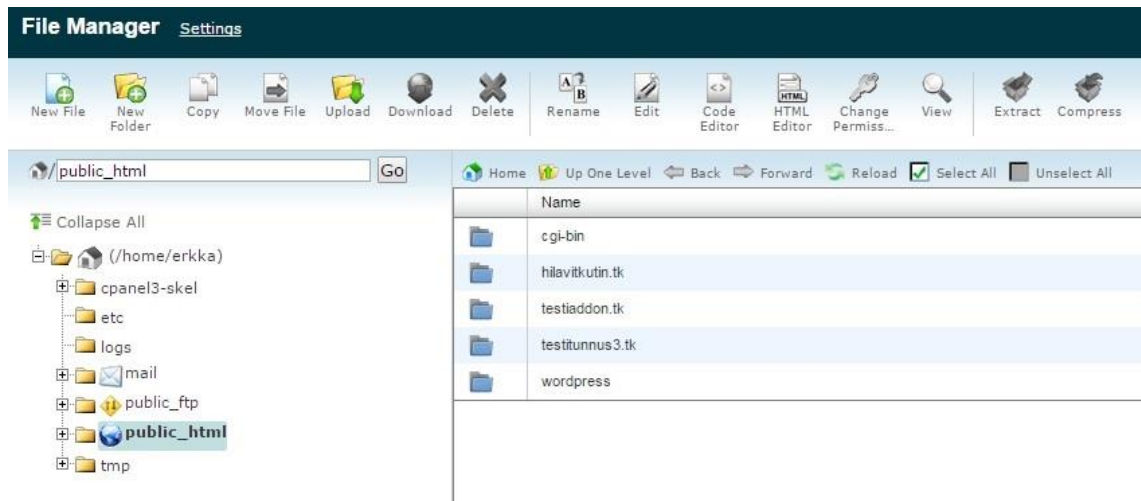 File Manager Settings
New File New Folder Copy Move File Upload Download Delete Rename Edit Code Editor HTML Editor Change Permiss... View Extract Compress
/ public_html Go
Collapse All
(/home/erkka)
cpanel3-skel
etc
logs
mail
public_ftp
public_html
tmp
Home Up One Level Back Forward Reload Select All Unselect All
Name
cgi-bin
hilavitkutin.tk
testiaddon.tk
testitunnus3.tk
wordpress